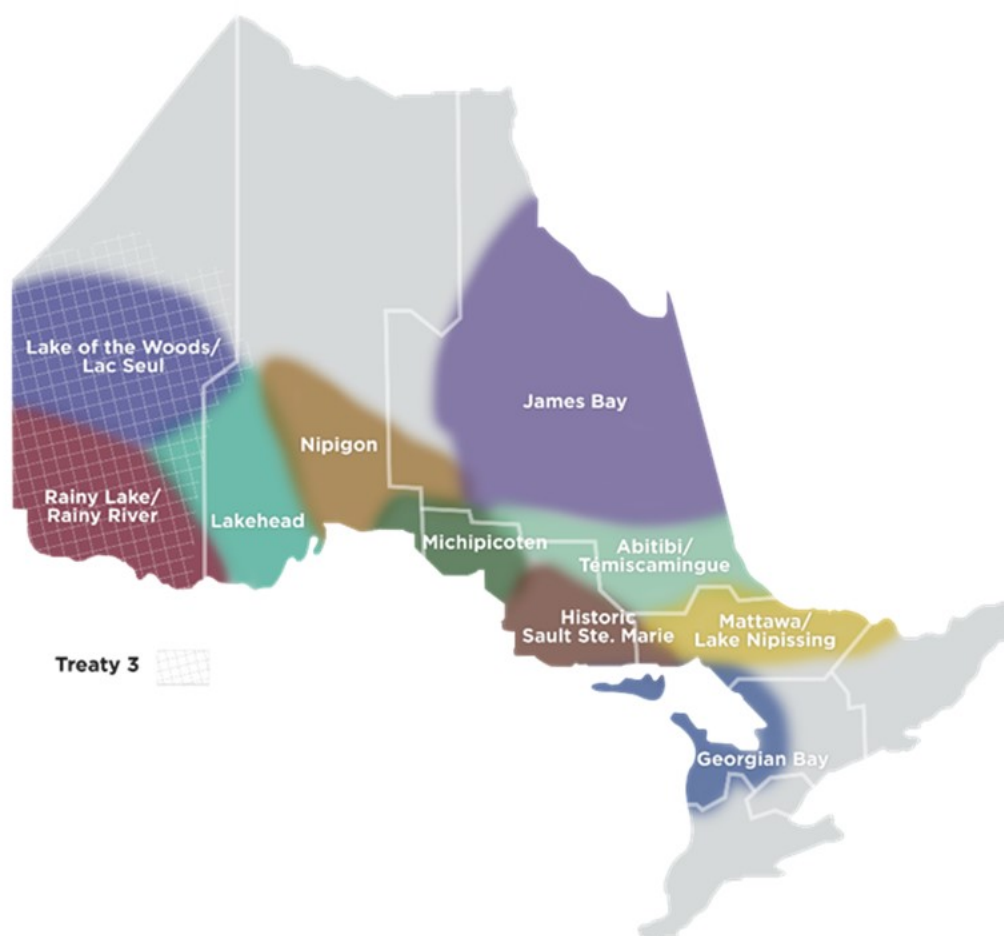 Lake of the Woods/
Lac Seul
James Bay
Nipigon
Rainy Lake/
Rainy River
Lakehead
Michipicoten
Abitibi/
Témiscamingue
Historic
Sault Ste. Marie
Mattawa/
Lake Nipissing
Treaty 3
Georgian Bay